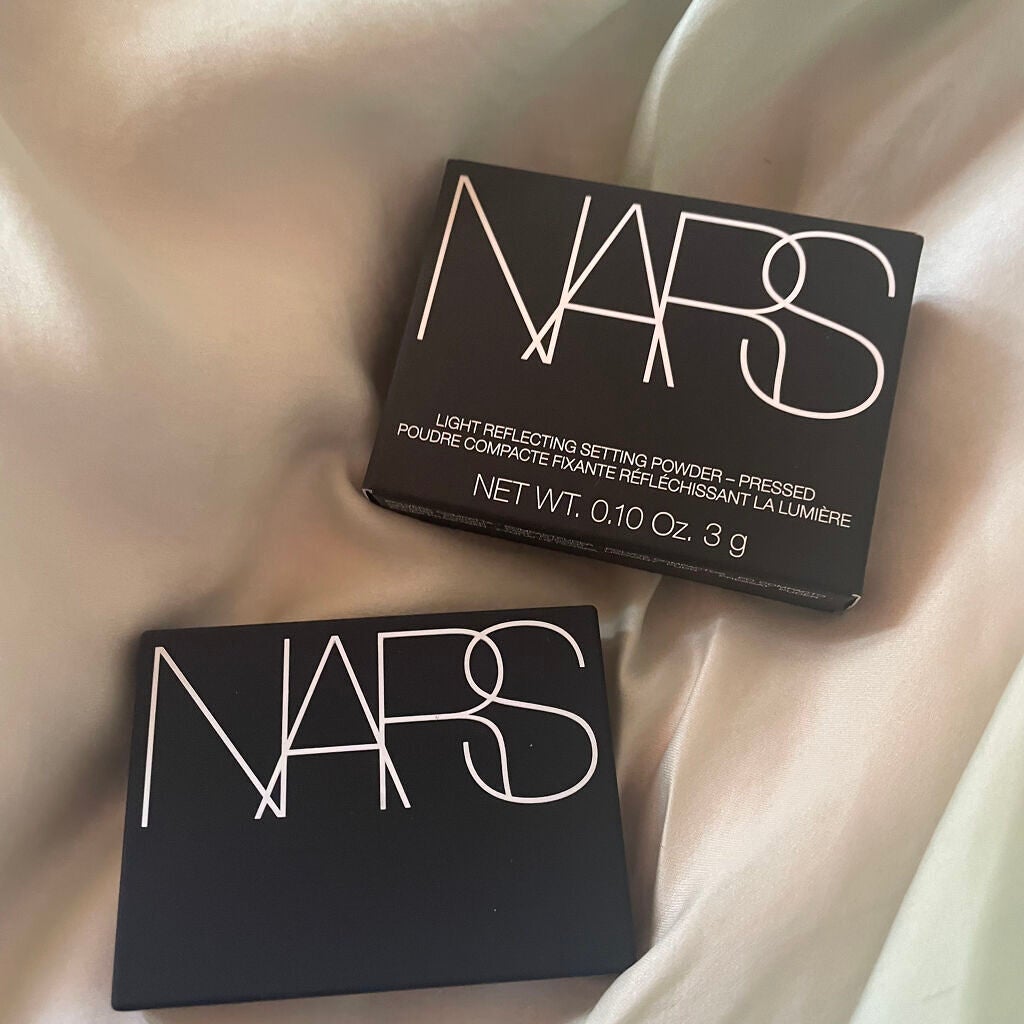 NARS
LIGHT REFLECTING SETTING POWDER – PRESSED
POUDRE COMPACTE FIXANTE RÉFLÉCHISSANT LA LUMIÈRE
NET WT. 0.10 Oz. 3 g
NARS